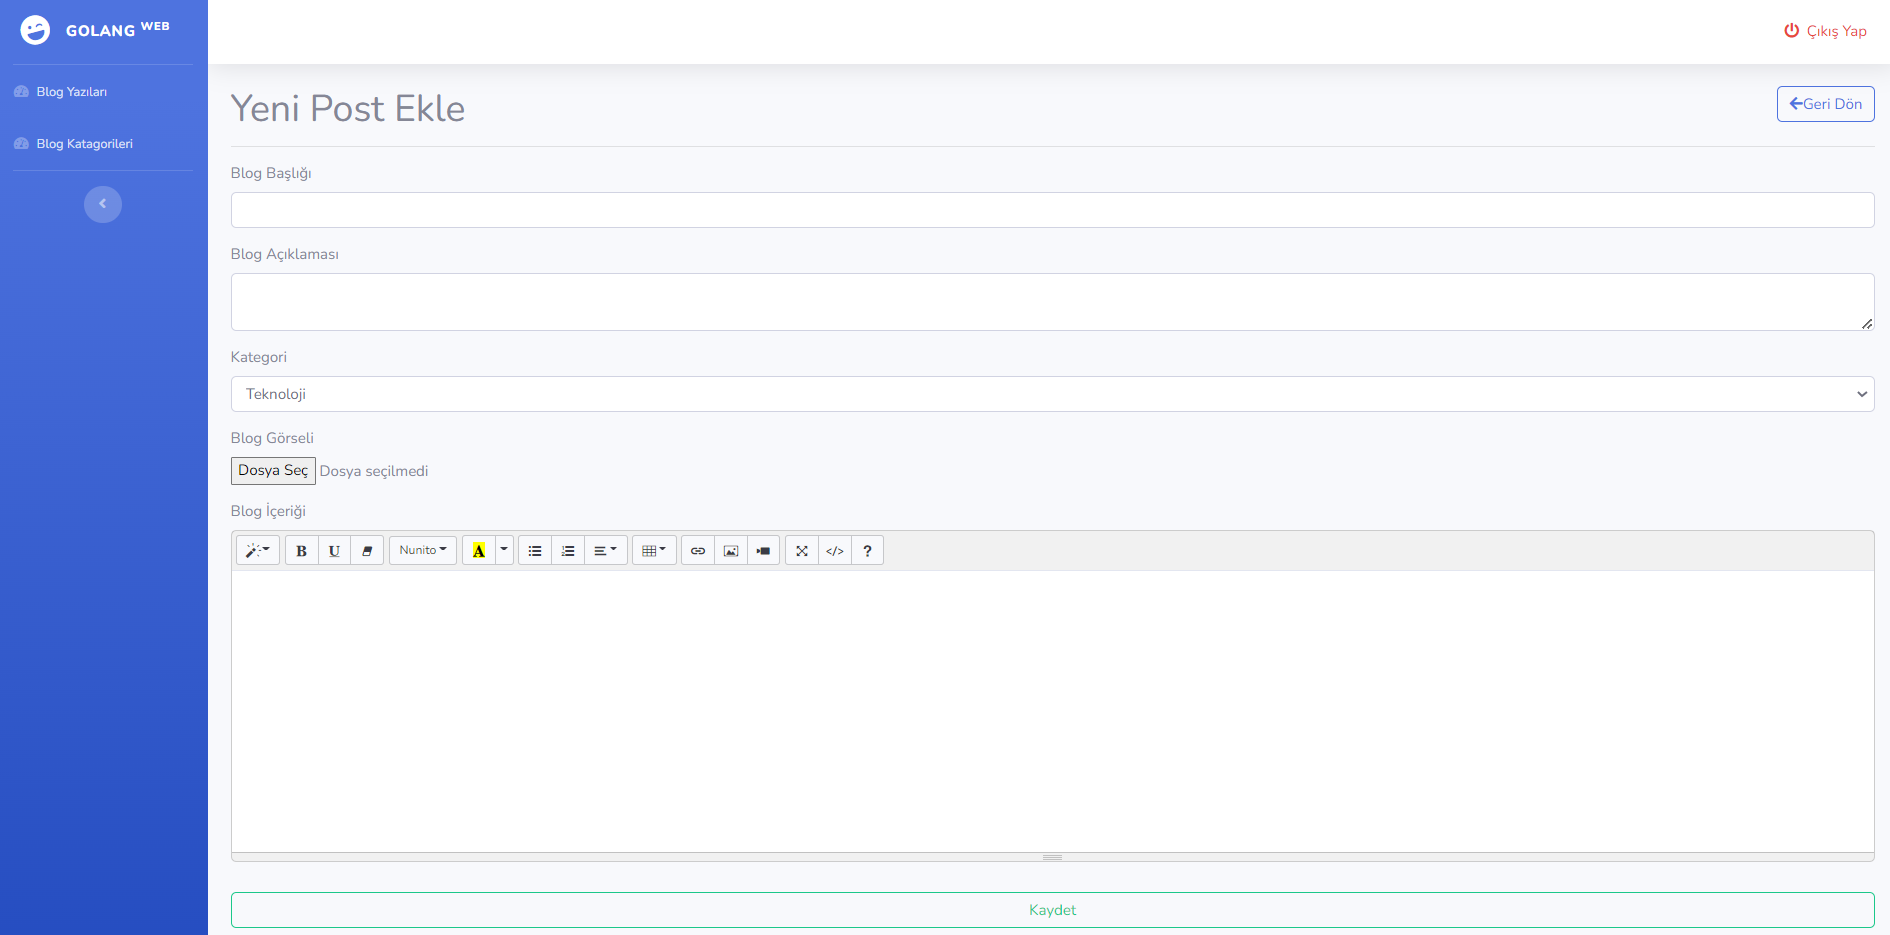 GOLANG WEB
Çıkış Yap
Blog Yazıları
Blog Katagorileri
Yeni Post Ekle
Geri Dön
Blog Başlığı
Blog Açıklaması
Kategori
Teknoloji
Blog Görseli
Dosya Seç Dosya seçilmedi
Blog İçeriği
B U Nunito A </> ?
Kaydet